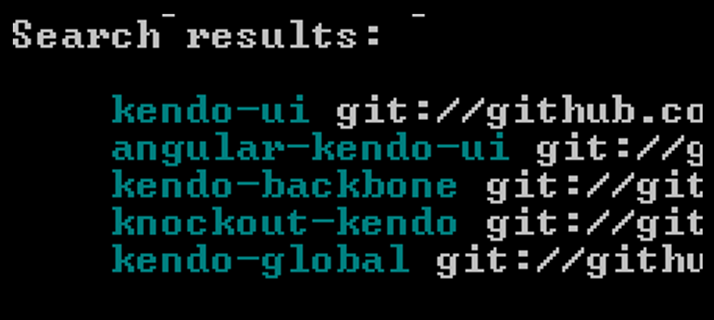 Search results:
kendo-ui git://github.co
angular-kendo-ui git://g
kendo-backbone git://git
knockout-kendo git://git
kendo-global git://githu